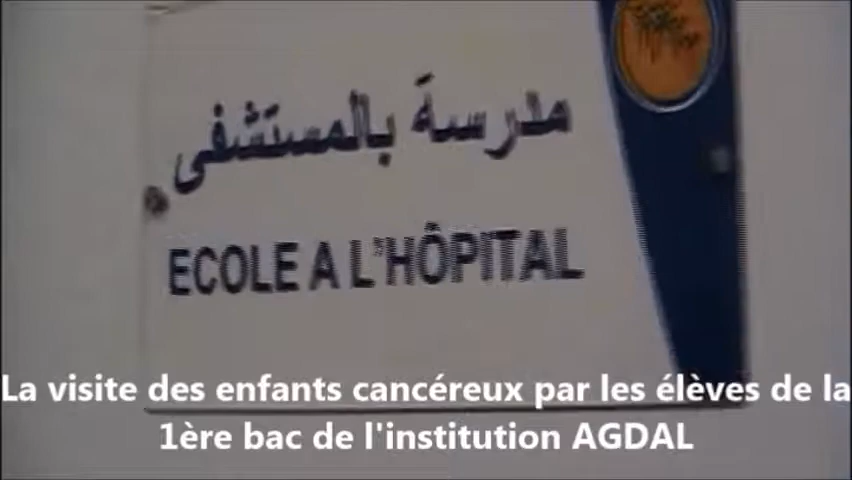 مدرسة بالمستشفى
ECOLE A L'HÔPITAL
La visite des enfants cancéreux par les élèves de la
1ère bac de l'institution AGDAL